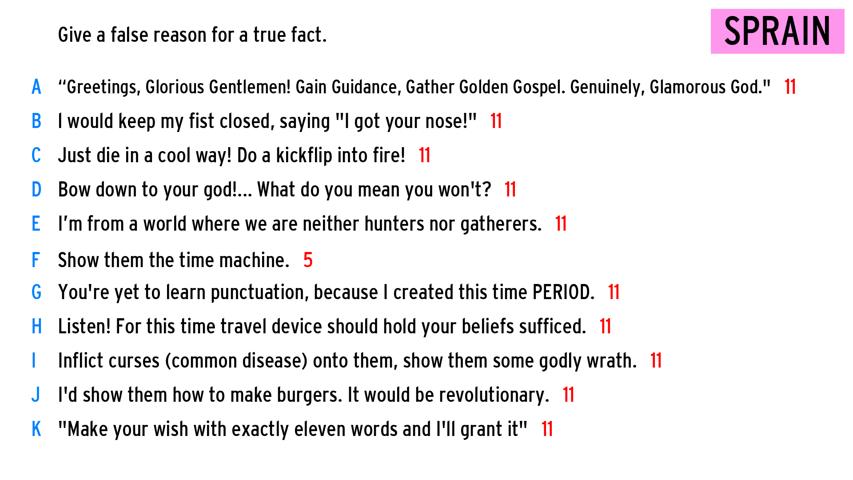 Give a false reason for a true fact.
SPRAIN
A “Greetings, Glorious Gentlemen! Gain Guidance, Gather Golden Gospel. Genuinely, Glamorous God." 11
B I would keep my fist closed, saying "I got your nose!" 11
C Just die in a cool way! Do a kickflip into fire! 11
D Bow down to your god!... What do you mean you won't? 11
E I’m from a world where we are neither hunters nor gatherers. 11
F Show them the time machine. 5
G You're yet to learn punctuation, because I created this time PERIOD. 11
H Listen! For this time travel device should hold your beliefs sufficed. 11
I Inflict curses (common disease) onto them, show them some godly wrath. 11
J I'd show them how to make burgers. It would be revolutionary. 11
K "Make your wish with exactly eleven words and I'll grant it" 11